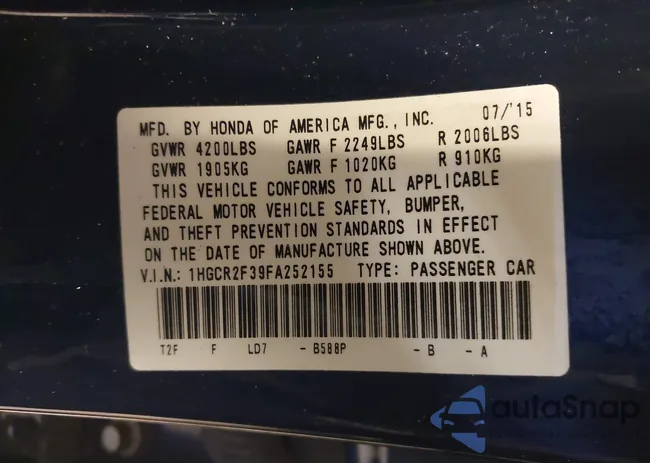 MFD. BY HONDA OF AMERICA MFG., INC. 07/'15
GVWR 4200LBS GAWR F 2249LBS R 2006LBS
GVWR 1905KG GAWR F 1020KG R 910KG
THIS VEHICLE CONFORMS TO ALL APPLICABLE
FEDERAL MOTOR VEHICLE SAFETY, BUMPER,
AND THEFT PREVENTION STANDARDS IN EFFECT
ON THE DATE OF MANUFACTURE SHOWN ABOVE.
V.I.N.: 1HGCR2F39FA252155 TYPE: PASSENGER CAR
T2F F LD7 - B588P - B - A
autoSnap